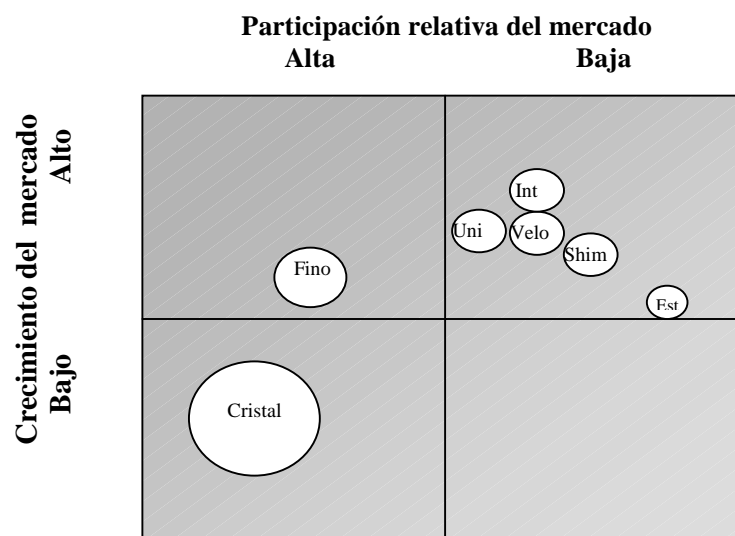 Participación relativa del mercado
Alta Baja
Crecimiento del mercado
Alto
Bajo
Int
Uni
Velo
Shim
Fino
Est
Cristal